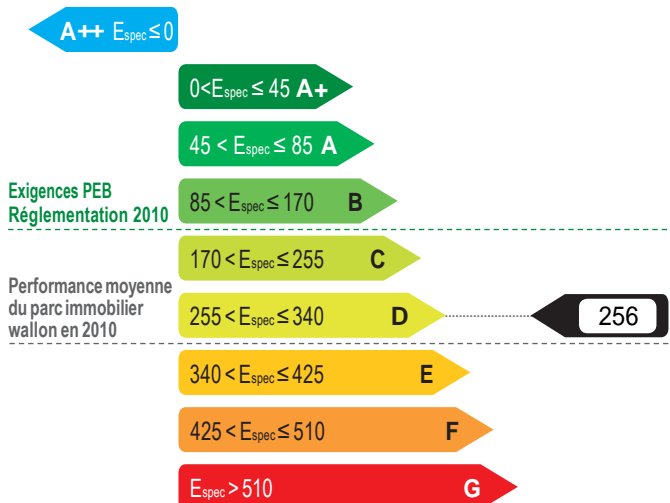 A++ Espec ≤ 0
0<Espec ≤ 45 A+
45 < Espec ≤ 85 A
Exigences PEB
Réglementation 2010
85 < Espec ≤ 170 B
170 < Espec ≤ 255 C
Performance moyenne
du parc immobilier
wallon en 2010
255 < Espec ≤ 340 D
256
340 < Espec ≤ 425 E
425 < Espec ≤ 510 F
Espec > 510 G